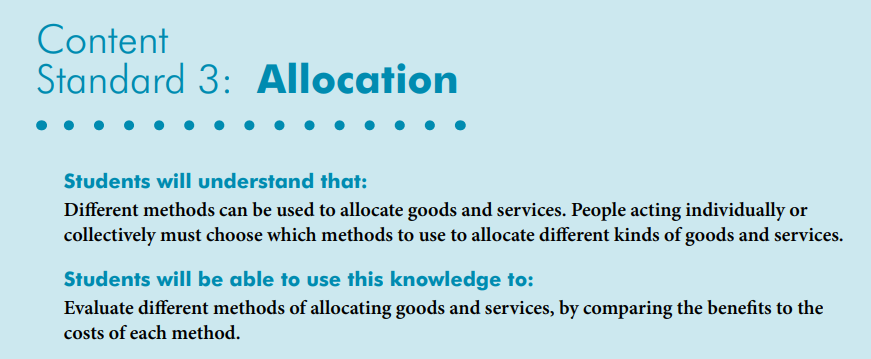 Content
Standard 3: Allocation
Students will understand that:
Different methods can be used to allocate goods and services. People acting individually or
collectively must choose which methods to use to allocate different kinds of goods and services.
Students will be able to use this knowledge to:
Evaluate different methods of allocating goods and services, by comparing the benefits to the
costs of each method.